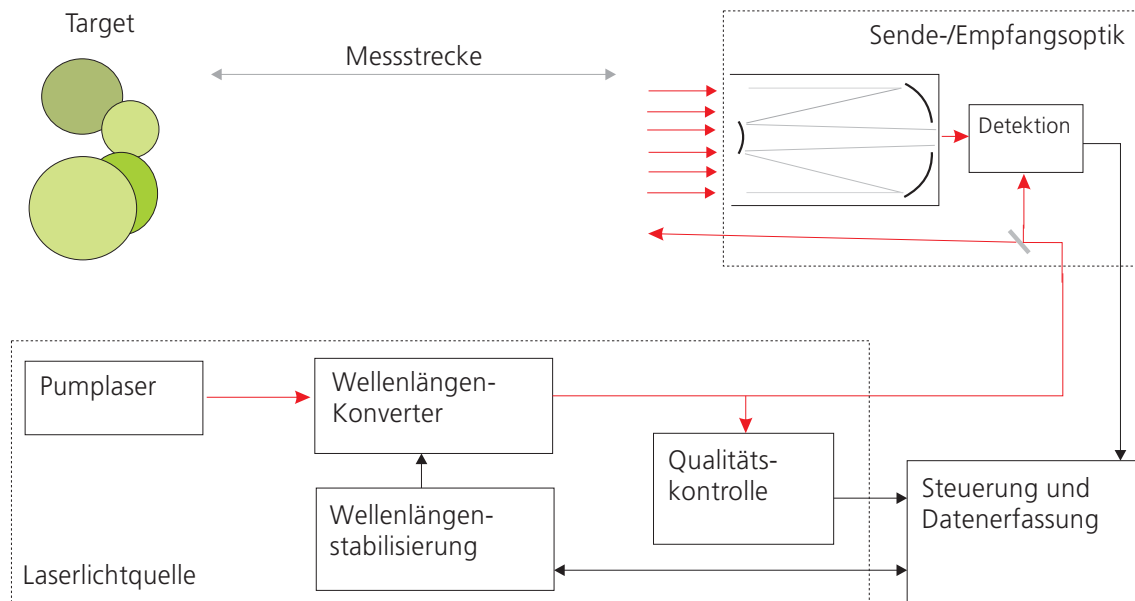 Target
Messstrecke
Sende-/Empfangsoptik
Detektion
Pumplaser
Wellenlängen-
Konverter
Qualitäts-
kontrolle
Wellenlängen-
stabilisierung
Steuerung und
Datenerfassung
Laserlichtquelle